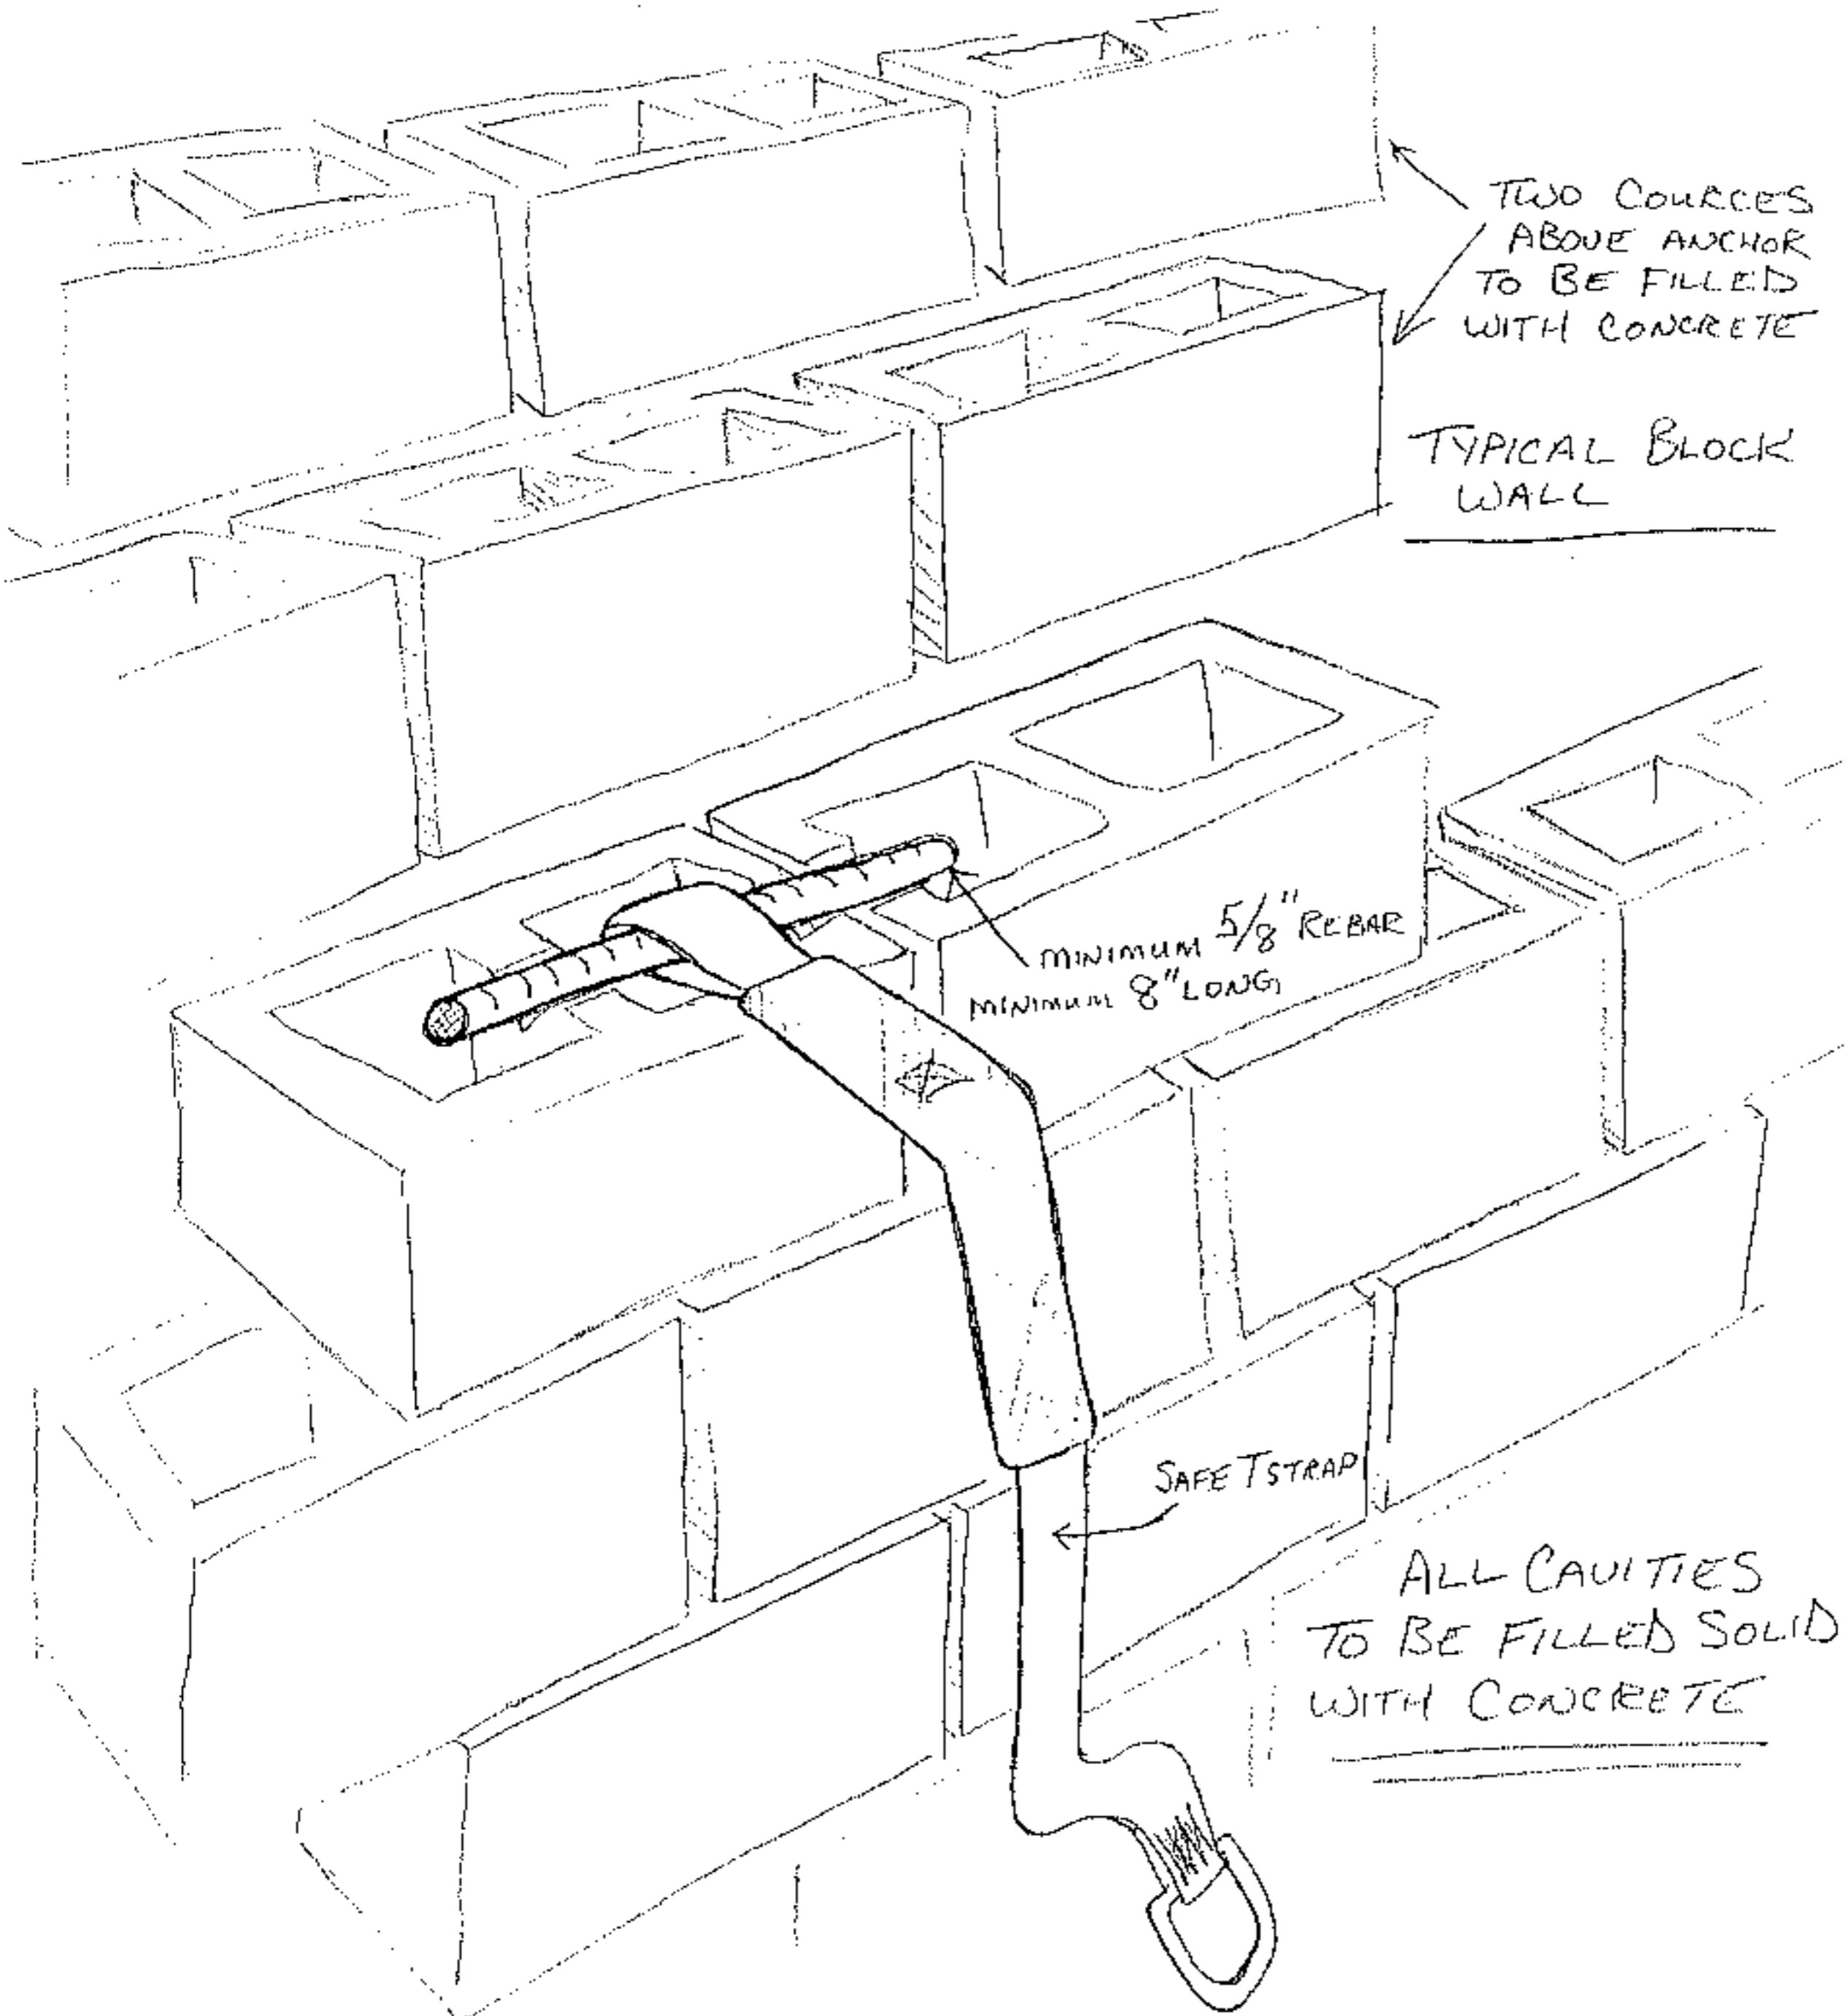 TWO COURCES
ABOVE ANCHOR
TO BE FILLED
WITH CONCRETE
TYPICAL BLOCK
WALL
MINIMUM 5/8" REBAR
MINIMUM 8" LONG
SAFE TSTRAP
ALL CAVITIES
TO BE FILLED SOLID
WITH CONCRETE